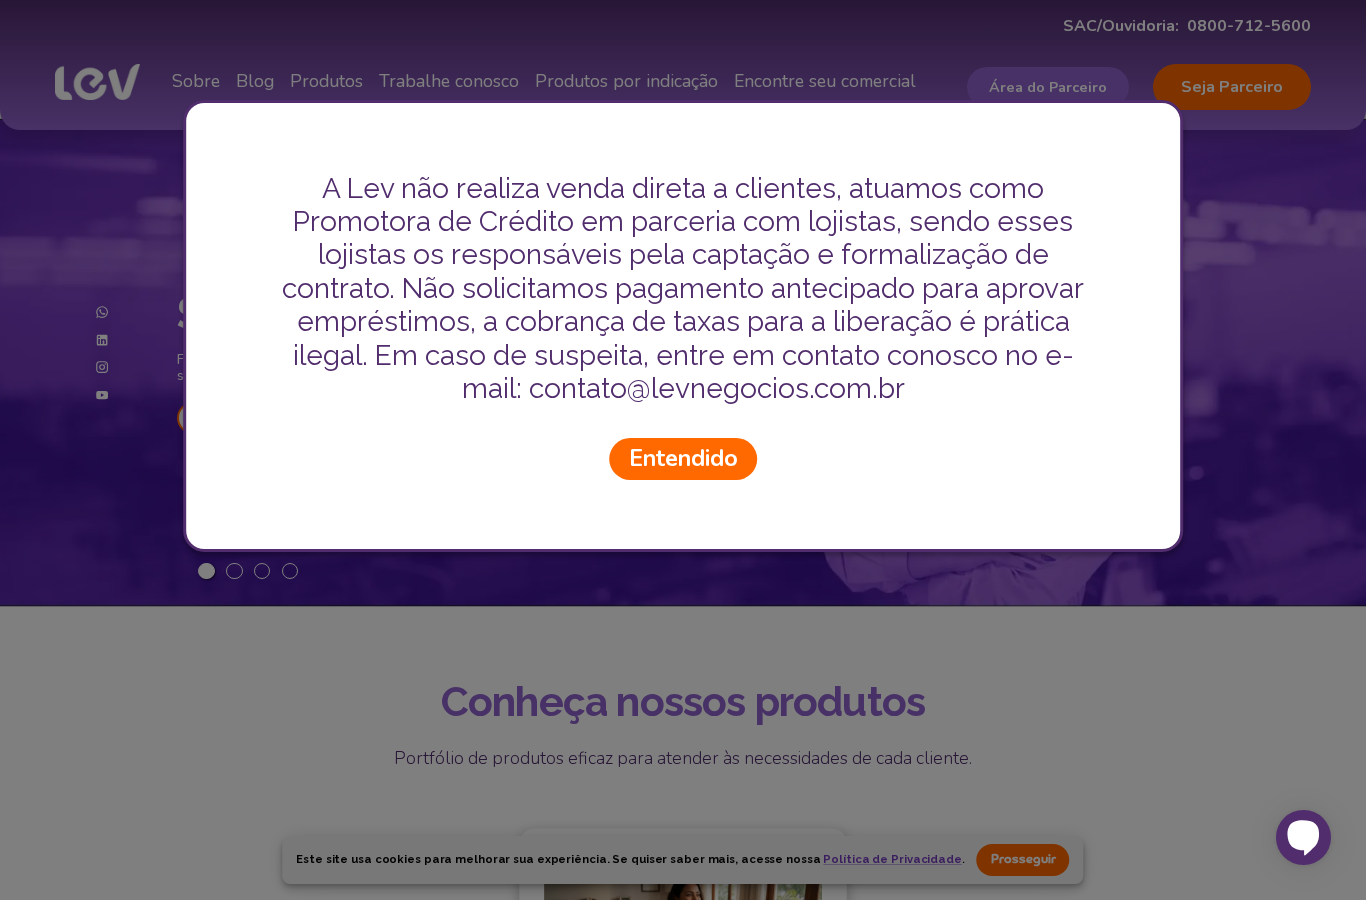 SAC/Ouvidoria: 0800-712-5600
Lev
Sobre Blog Produtos Trabalhe conosco Produtos por indicação Encontre seu comercial
Área do Parceiro
Seja Parceiro
A Lev não realiza venda direta a clientes, atuamos como
Promotora de Crédito em parceria com lojistas, sendo esses
lojistas os responsáveis pela captação e formalização de
contrato. Não solicitamos pagamento antecipado para aprovar
empréstimos, a cobrança de taxas para a liberação é prática
ilegal. Em caso de suspeita, entre em contato conosco no e-
mail: contato@levnegocios.com.br
Entendido
Conheça nossos produtos
Portfólio de produtos eficaz para atender às necessidades de cada cliente.
Este site usa cookies para melhorar sua experiência. Se quiser saber mais, acesse nossa Política de Privacidade.
Prosseguir